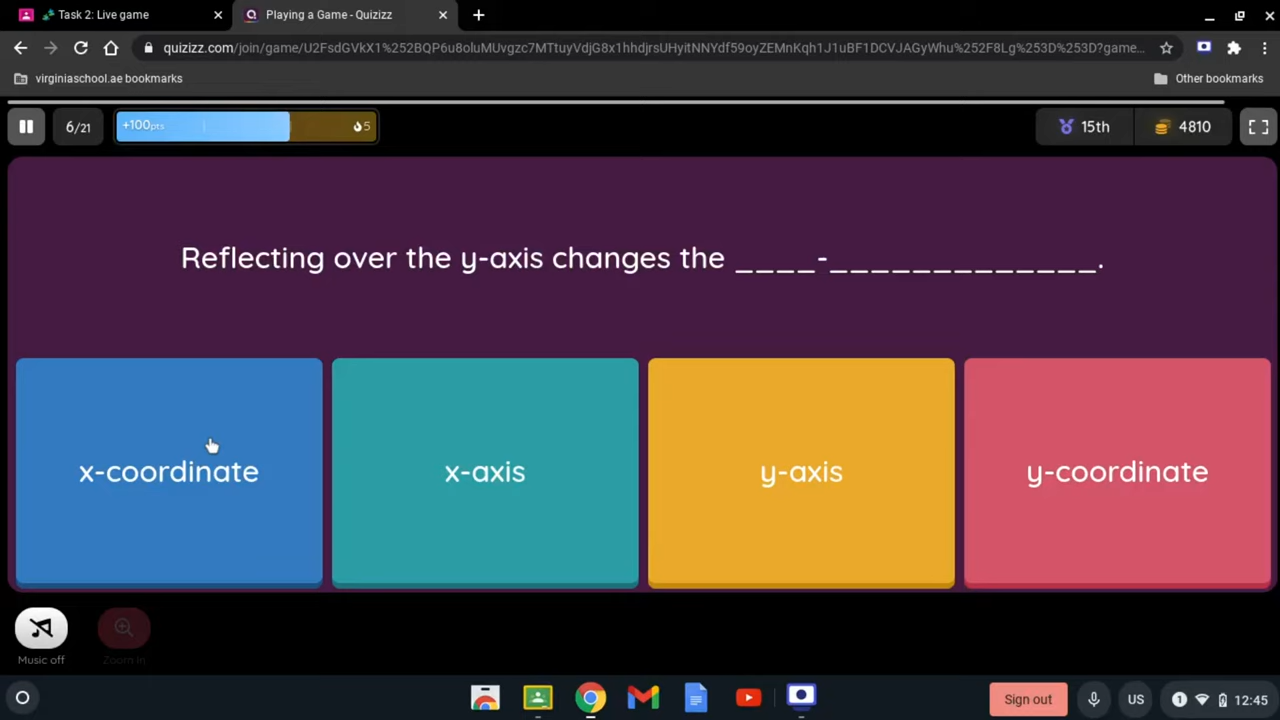 Task 2: Live game
Playing a Game - Quizizz
quizizz.com/join/game/U2FsdGVkX1%252BQP6u8oluMUvgzc7MTtuyVdjG8x1hhdjrsUHyitNNYdf59oyZEMnKqh1J1uBF1DCVJAGyWhu%252F8Lg%253D%253D?game...
virginiaschool.ae bookmarks
Other bookmarks
6/21
+100pts
5
15th
4810
Reflecting over the y-axis changes the ____-_____________.
x-coordinate
x-axis
y-axis
y-coordinate
Music off
Zoom in
Sign out
US
1
12:45